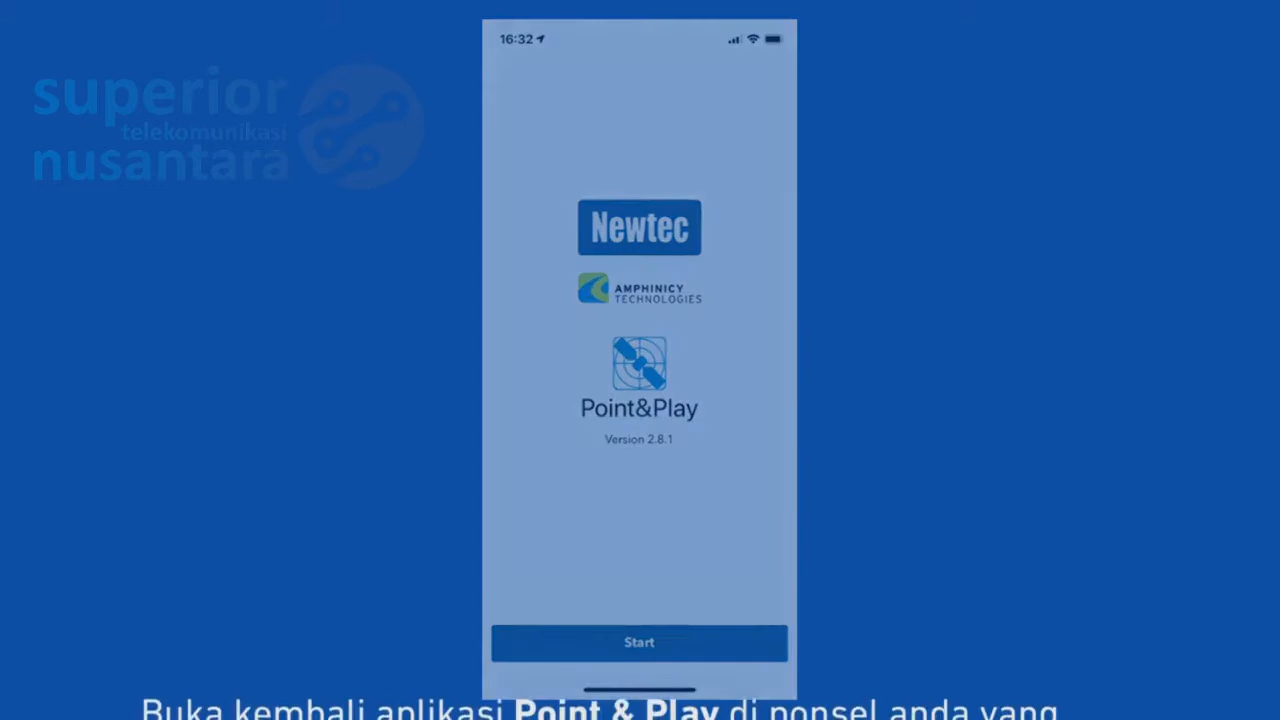 superior
telekomunikasi
nusantara
16:32
Newtec
AMPHINICY
TECHNOLOGIES
Point&Play
Version 2.8.1
Start
Buka kembali aplikasi Point & Play di ponsel anda yang